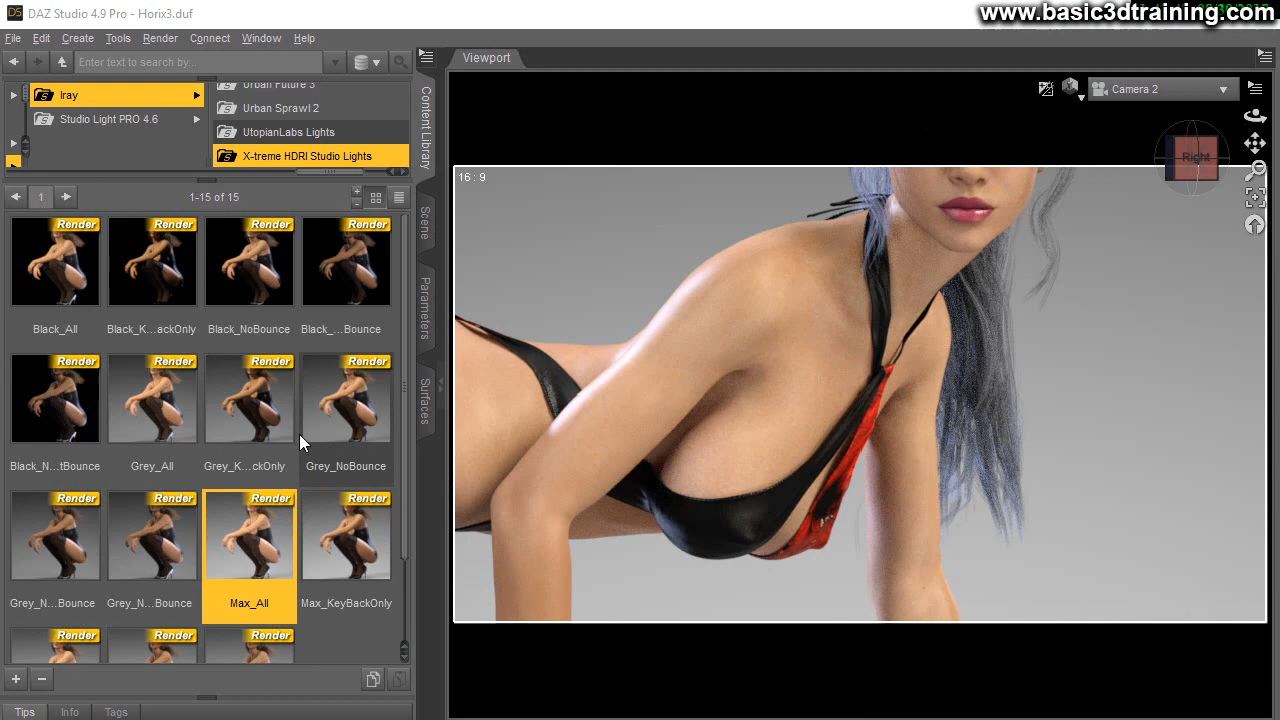 DAZ Studio 4.9 Pro - Horix3.duf
www.basic3dtraining.com
File Edit Create Tools Render Connect Window Help
Enter text to search by...
Viewport
Iray
Studio Light PRO 4.6
Urban Future 3
Urban Sprawl 2
UtopianLabs Lights
X-treme HDRI Studio Lights
Content Library
Scene
Parameters
Surfaces
Camera 2
Right
16 : 9
1
1-15 of 15
Render Render Render Render
Black_All Black_K...ackOnly Black_NoBounce Black_...Bounce
Render Render Render Render
Black_N...tBounce Grey_All Grey_K...ckOnly Grey_NoBounce
Render Render Render Render
Grey_N...Bounce Grey_N...Bounce Max_All Max_KeyBackOnly
Render Render Render
Tips Info Tags